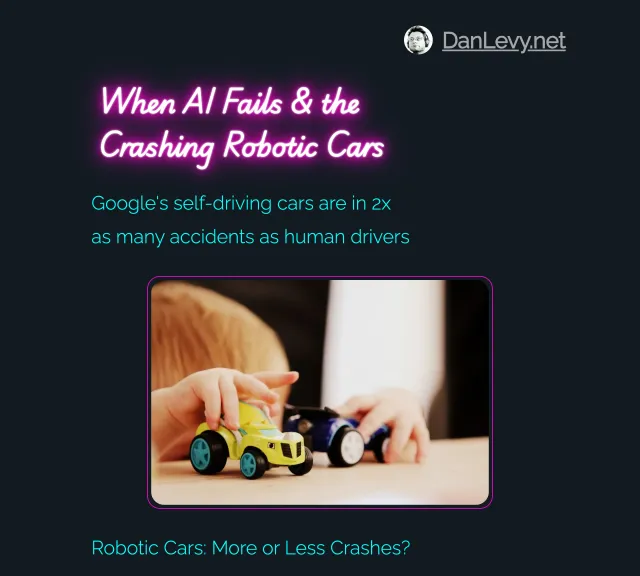 DanLevy.net
When AI Fails & the
Crashing Robotic Cars
Google's self-driving cars are in 2x
as many accidents as human drivers
Robotic Cars: More or Less Crashes?